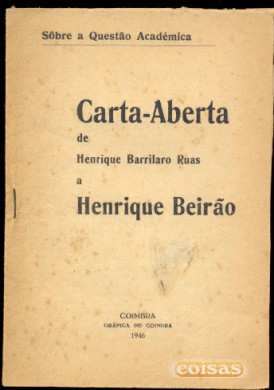 Sôbre a Questão Académica
Carta-Aberta
de
Henrique Barrilaro Ruas
a
Henrique Beirão
COIMBRA
GRÁFICA DE COIMBRA
1946
coisas